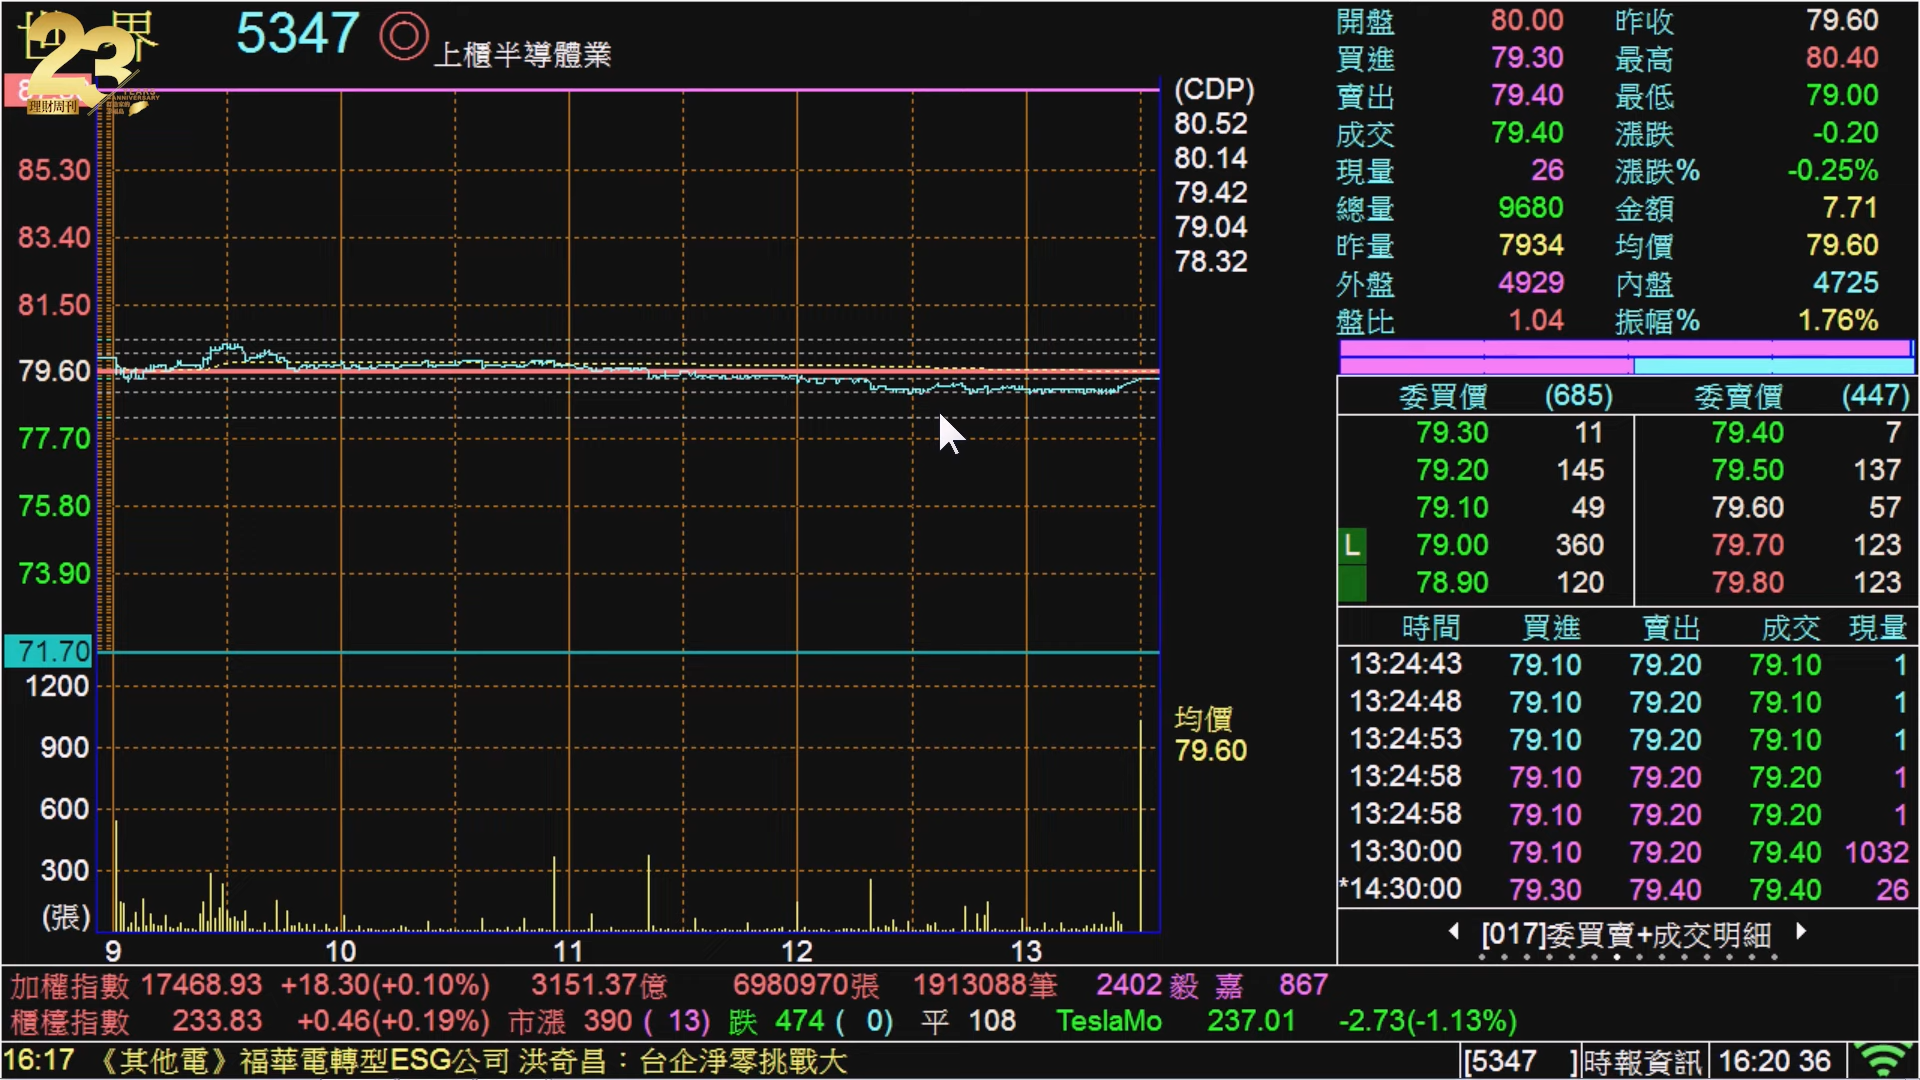 世界 5347 上櫃半導體業
23 YEARS ANNIVERSARY
理財周刊
85.30
83.40
81.50
79.60
77.70
75.80
73.90
71.70
1200
900
600
300
(張)
9 10 11 12 13
(CDP)
80.52
80.14
79.42
79.04
78.32
均價
79.60
開盤 80.00 昨收 79.60
買進 79.30 最高 80.40
賣出 79.40 最低 79.00
成交 79.40 漲跌 -0.20
現量 26 漲跌% -0.25%
總量 9680 金額 7.71
昨量 7934 均價 79.60
外盤 4929 內盤 4725
盤比 1.04 振幅% 1.76%
委買價 (685) 委賣價 (447)
79.30 11 79.40 7
79.20 145 79.50 137
79.10 49 79.60 57
L 79.00 360 79.70 123
78.90 120 79.80 123
時間 買進 賣出 成交 現量
13:24:43 79.10 79.20 79.10 1
13:24:48 79.10 79.20 79.10 1
13:24:53 79.10 79.20 79.10 1
13:24:58 79.10 79.20 79.20 1
13:24:58 79.10 79.20 79.20 1
13:30:00 79.10 79.20 79.40 1032
*14:30:00 79.30 79.40 79.40 26
[017]委買賣+成交明細
加權指數 17468.93 +18.30(+0.10%) 3151.37億 6980970張 1913088筆 2402 毅嘉 867
櫃檯指數 233.83 +0.46(+0.19%) 市漲 390 ( 13) 跌 474 ( 0) 平 108 TeslaMo 237.01 -2.73(-1.13%)
16:17 《其他電》福華電轉型ESG公司 洪奇昌：台企淨零挑戰大 [5347 ]時報資訊 16:20 36